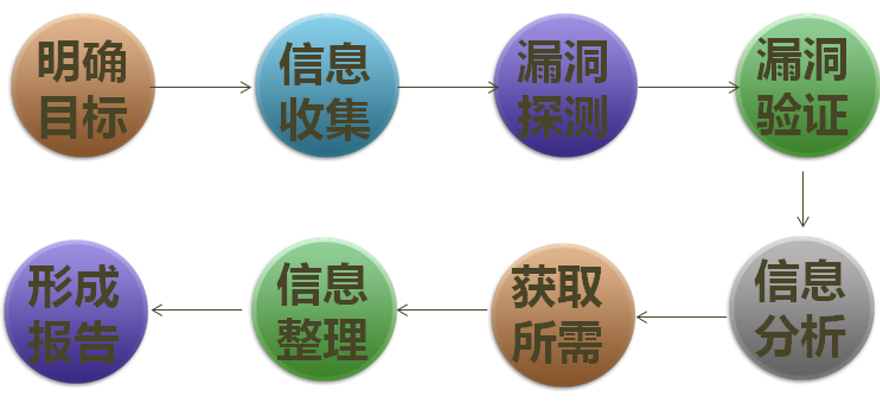 明确
目标
信息
收集
漏洞
探测
漏洞
验证
信息
分析
获取
所需
信息
整理
形成
报告